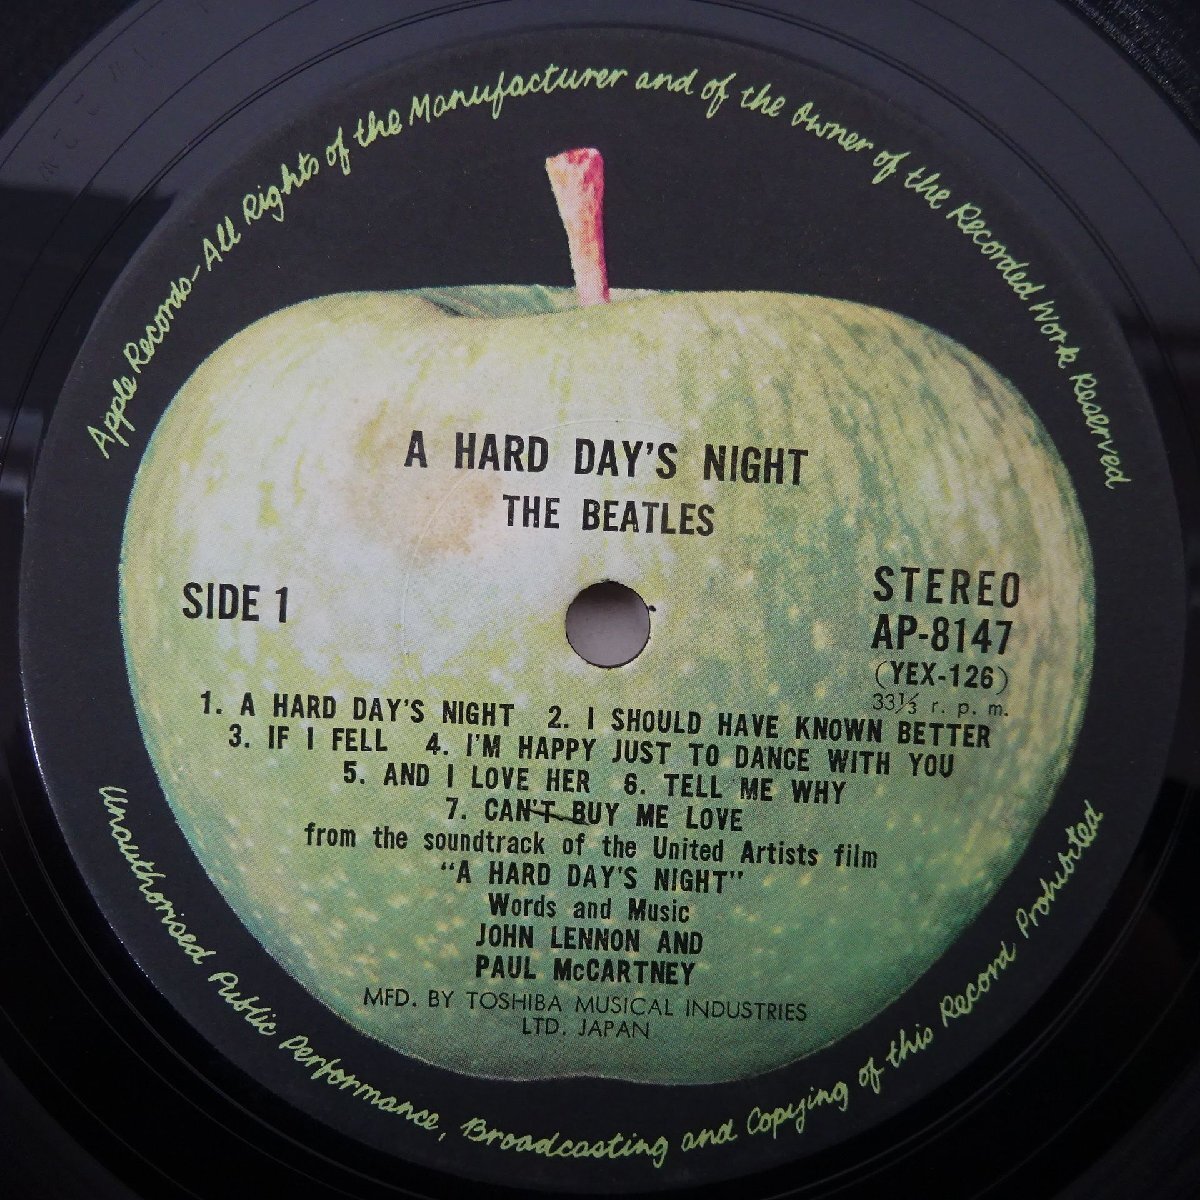 Apple Records-All Rights of the Manufacturer and of the Owner of the Recorded Work Reserved
A HARD DAY'S NIGHT
THE BEATLES
SIDE 1
STEREO
AP-8147
(YEX-126)
33⅓ r. p. m.
1. A HARD DAY'S NIGHT 2. I SHOULD HAVE KNOWN BETTER
3. IF I FELL 4. I'M HAPPY JUST TO DANCE WITH YOU
5. AND I LOVE HER 6. TELL ME WHY
7. CAN'T BUY ME LOVE
from the soundtrack of the United Artists film
"A HARD DAY'S NIGHT"
Words and Music
JOHN LENNON AND
PAUL McCARTNEY
MFD. BY TOSHIBA MUSICAL INDUSTRIES
LTD. JAPAN
Unauthorised Public Performance, Broadcasting and Copying of this Record Prohibited